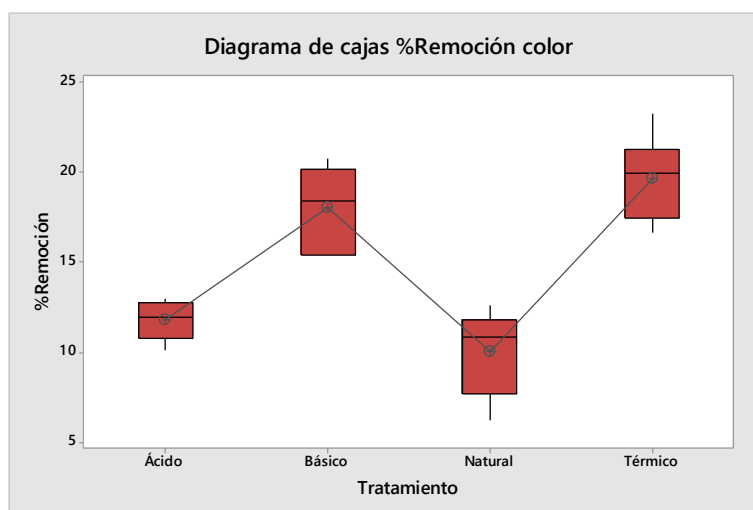 Diagrama de cajas %Remoción color
25
20
15
10
5
%Remoción
Ácido
Básico
Natural
Térmico
Tratamiento